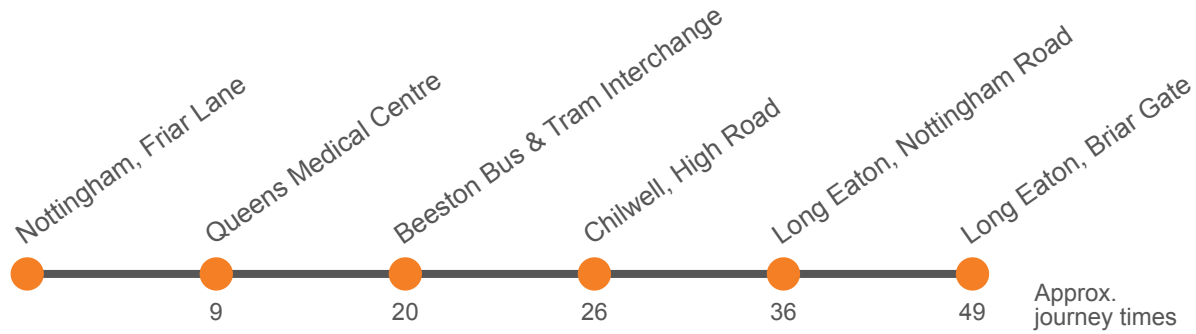 Nottingham, Friar Lane
Queens Medical Centre
Beeston Bus & Tram Interchange
Chilwell, High Road
Long Eaton, Nottingham Road
Long Eaton, Briar Gate
9
20
26
36
49
Approx.
journey times